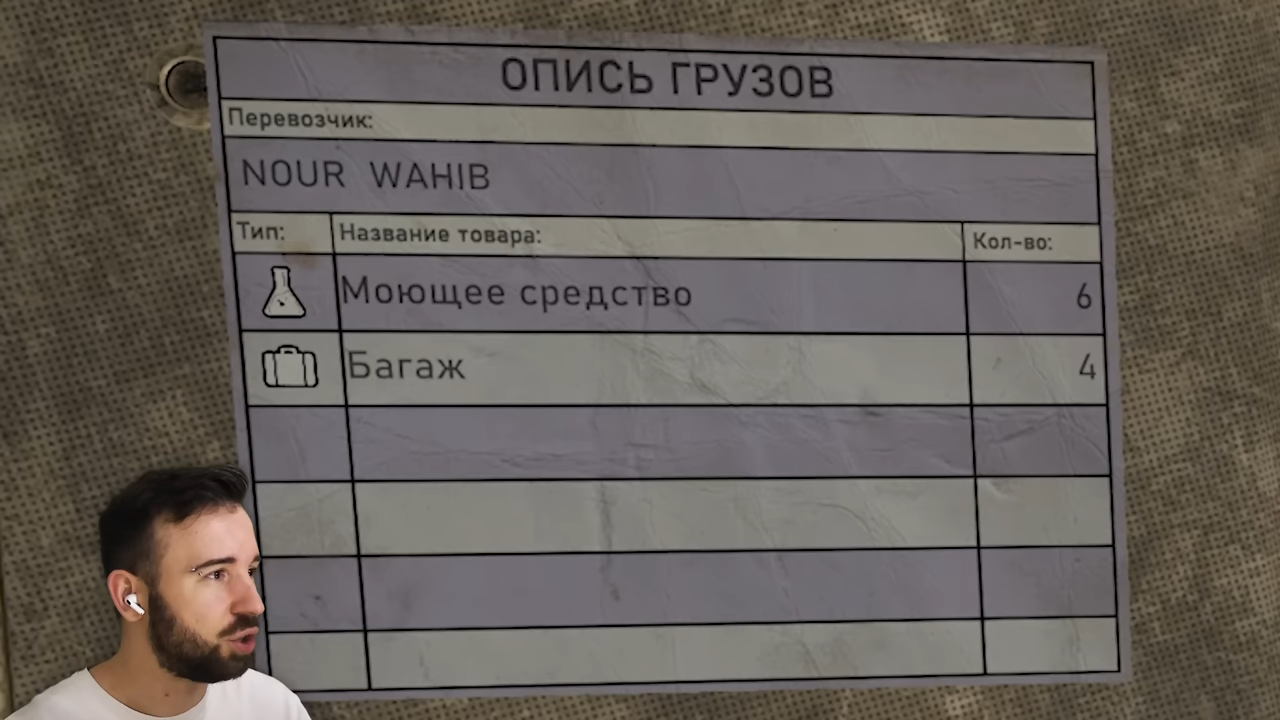 ОПИСЬ ГРУЗОВ
Перевозчик:
NOUR WAHIB
Тип: Название товара: Кол-во:
Моющее средство 6
Багаж 4